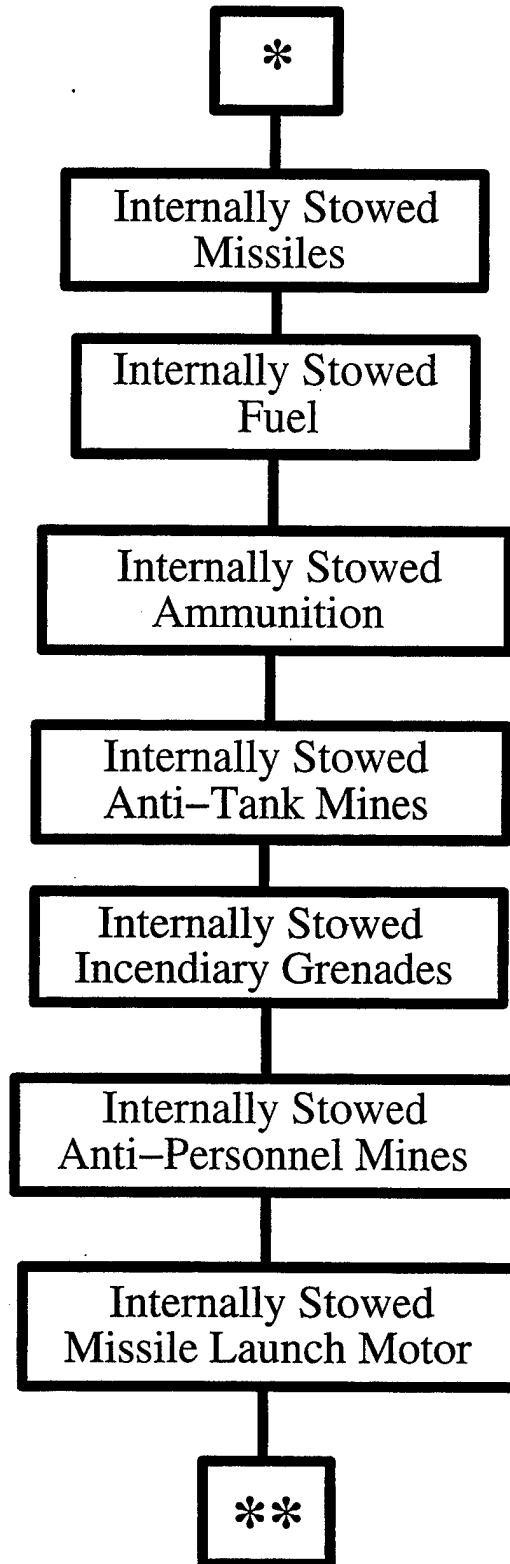 *
Internally Stowed
Missiles
Internally Stowed
Fuel
Internally Stowed
Ammunition
Internally Stowed
Anti–Tank Mines
Internally Stowed
Incendiary Grenades
Internally Stowed
Anti–Personnel Mines
Internally Stowed
Missile Launch Motor
**